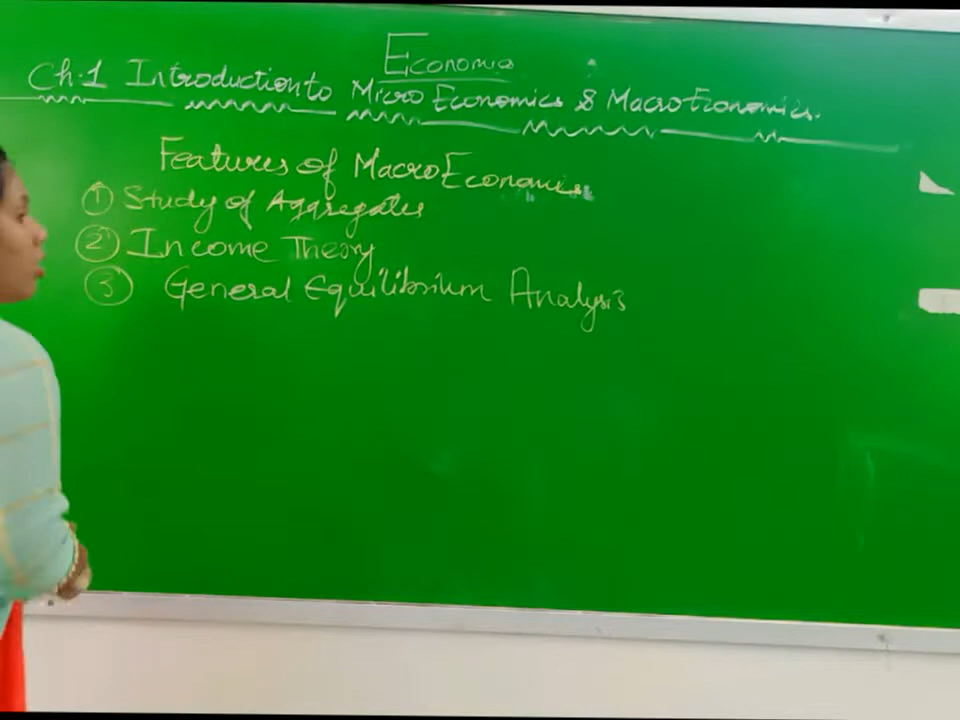 Economics
Ch.1 Introduction to Micro Economics & Macro Economics.
Features of Macro Economics
① Study of Aggregates
② Income Theory
③ General Equilibrium Analysis